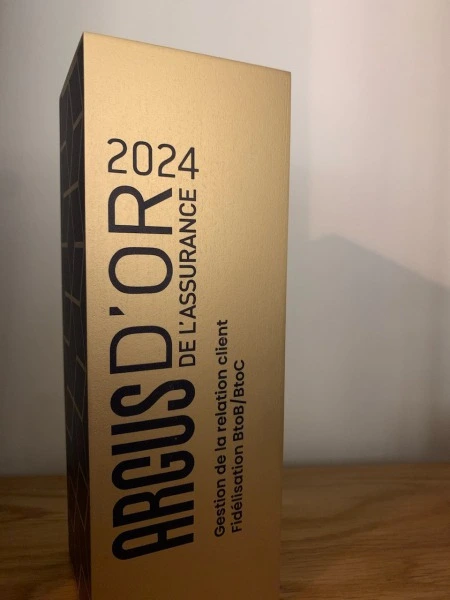 2024
ARGUS D'OR
DE L'ASSURANCE
Gestion de la relation client
Fidélisation BtoB/BtoC